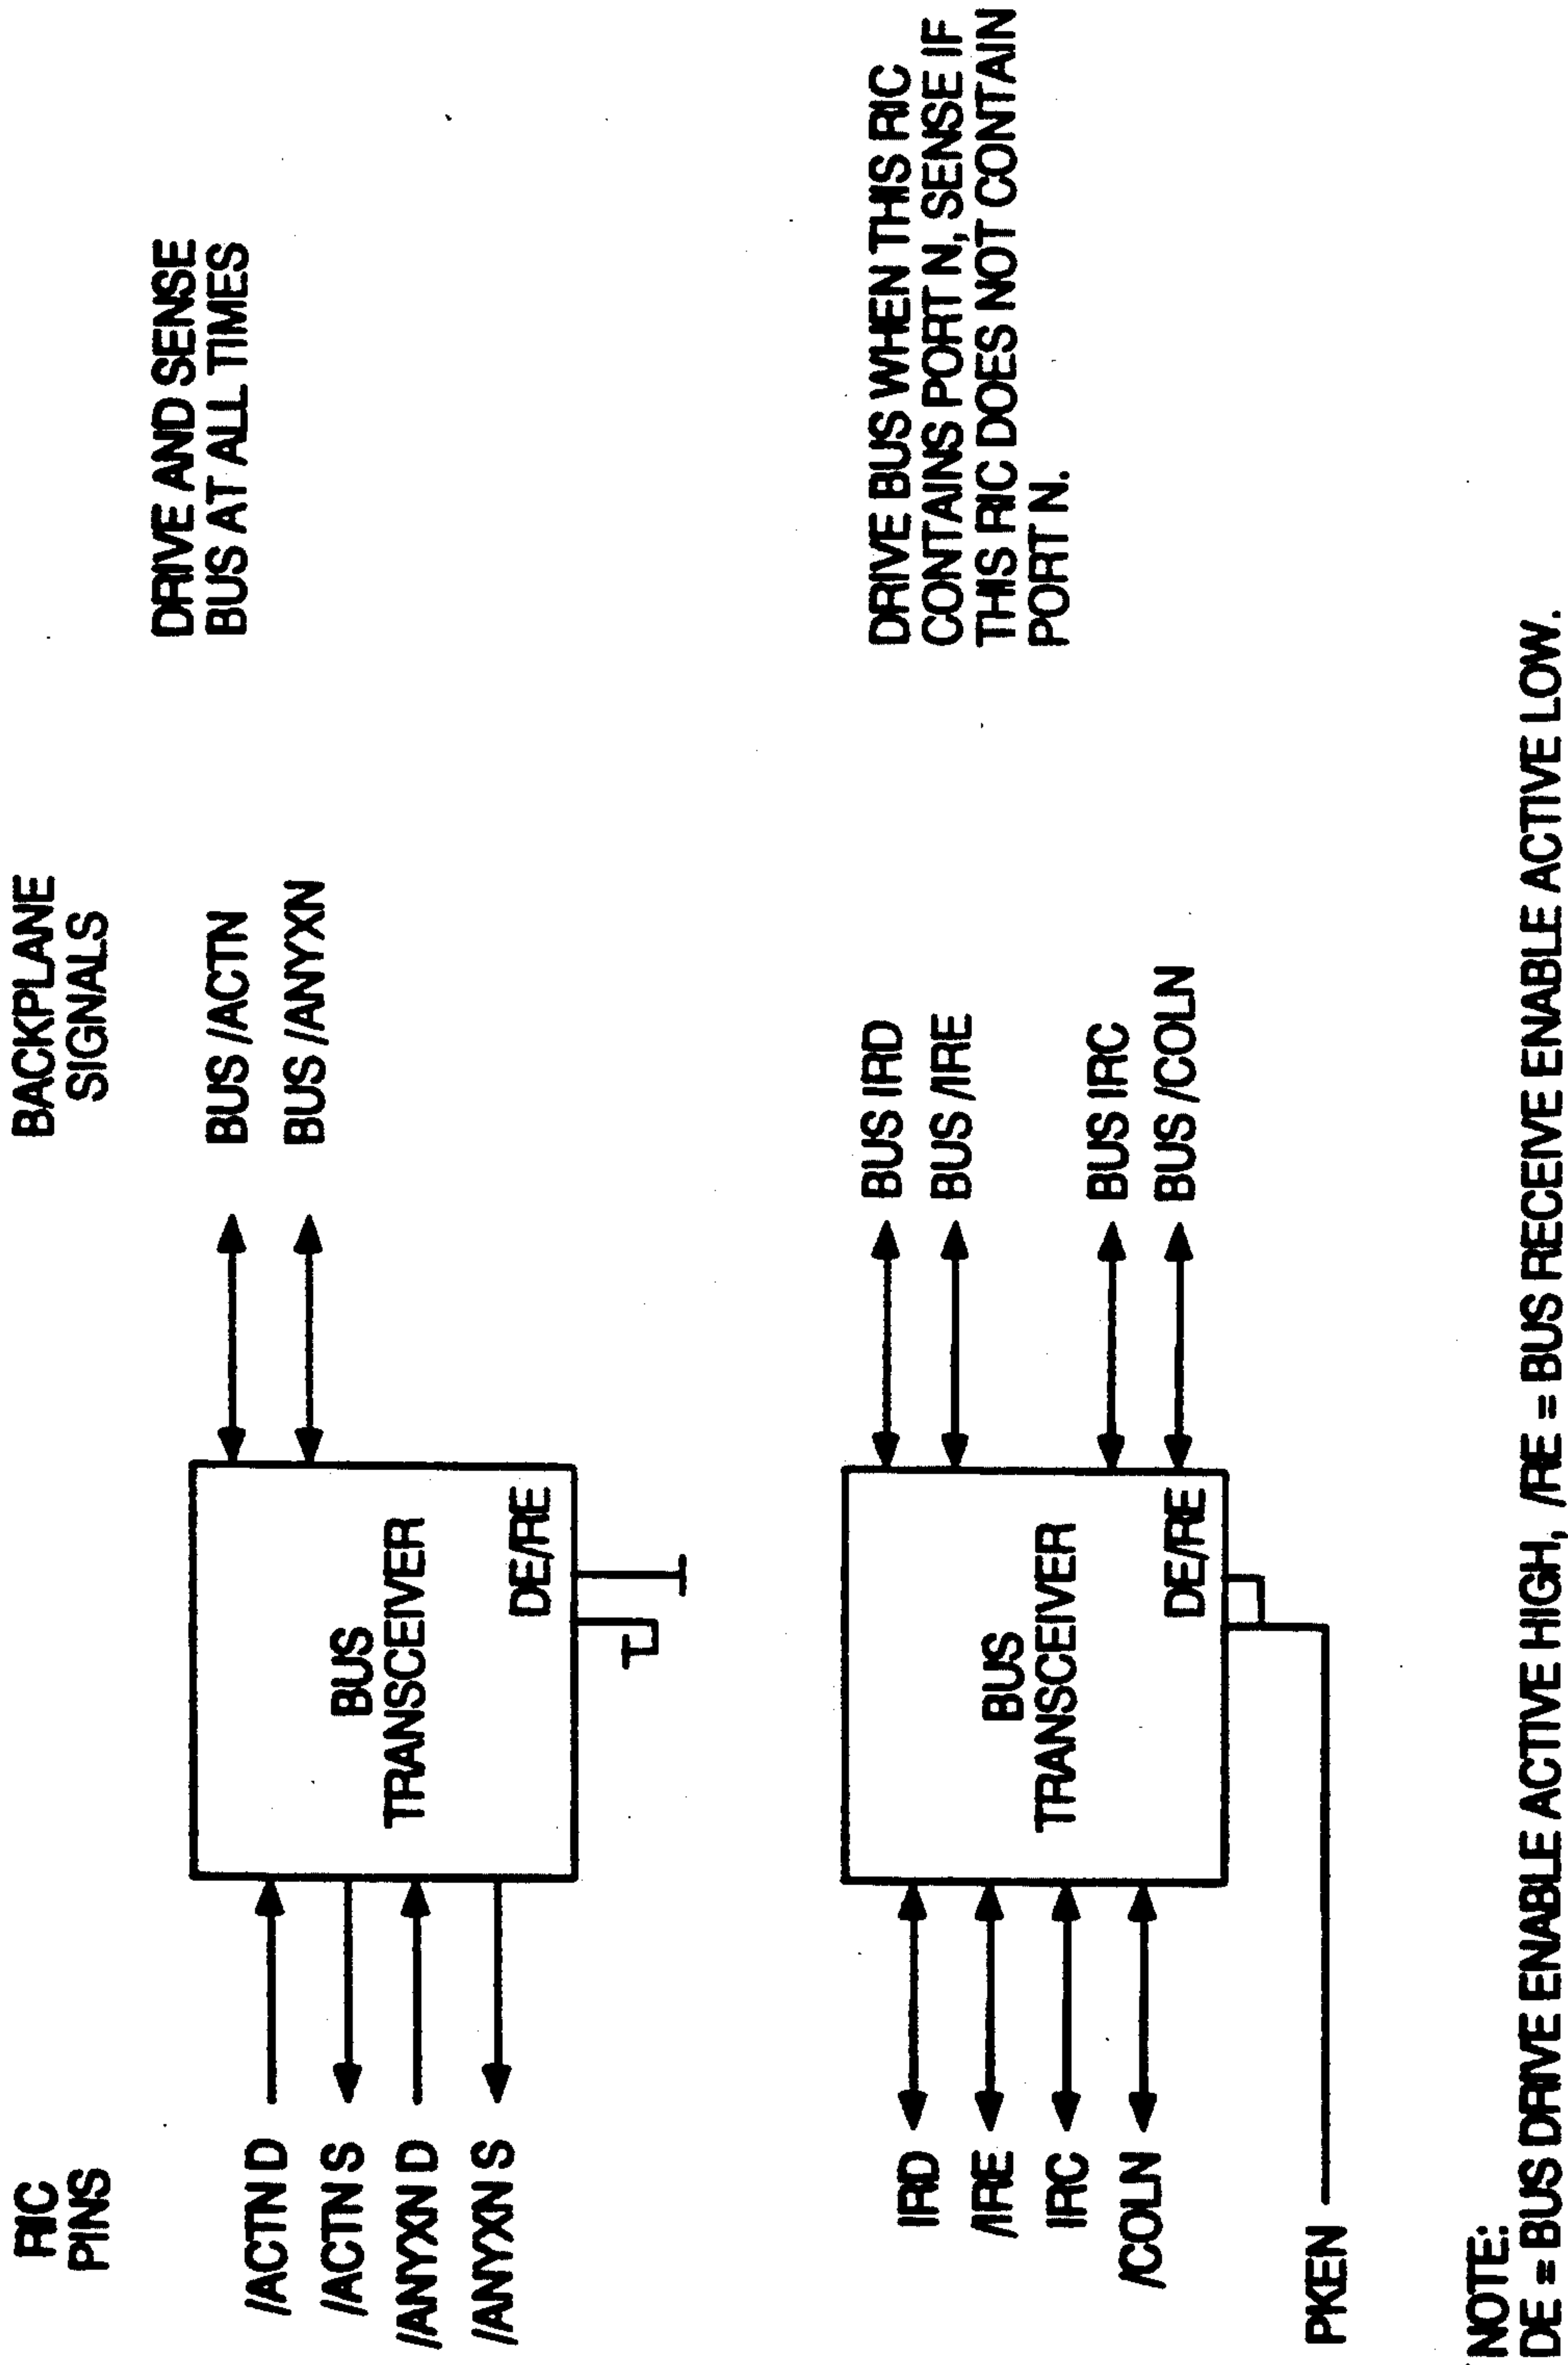 RIC
PINS
BACKPLANE
SIGNALS
/ACTN D
/ACTN S
/ANYXN D
/ANYXN S
BUS
TRANSCEIVER
DE/RE
BUS /ACTN
BUS /ANYXN
DRIVE AND SENSE
BUS AT ALL TIMES
IRD
/IRE
IRC
/COLN
PKEN
BUS
TRANSCEIVER
DE/RE
BUS IRD
BUS /IRE
BUS IRC
BUS /COLN
DRIVE BUS WHEN THIS RIC
CONTAINS PORT N, SENSE IF
THIS RIC DOES NOT CONTAIN
PORT N.
NOTE:
DE = BUS DRIVE ENABLE ACTIVE HIGH, /RE = BUS RECEIVE ENABLE ACTIVE LOW.